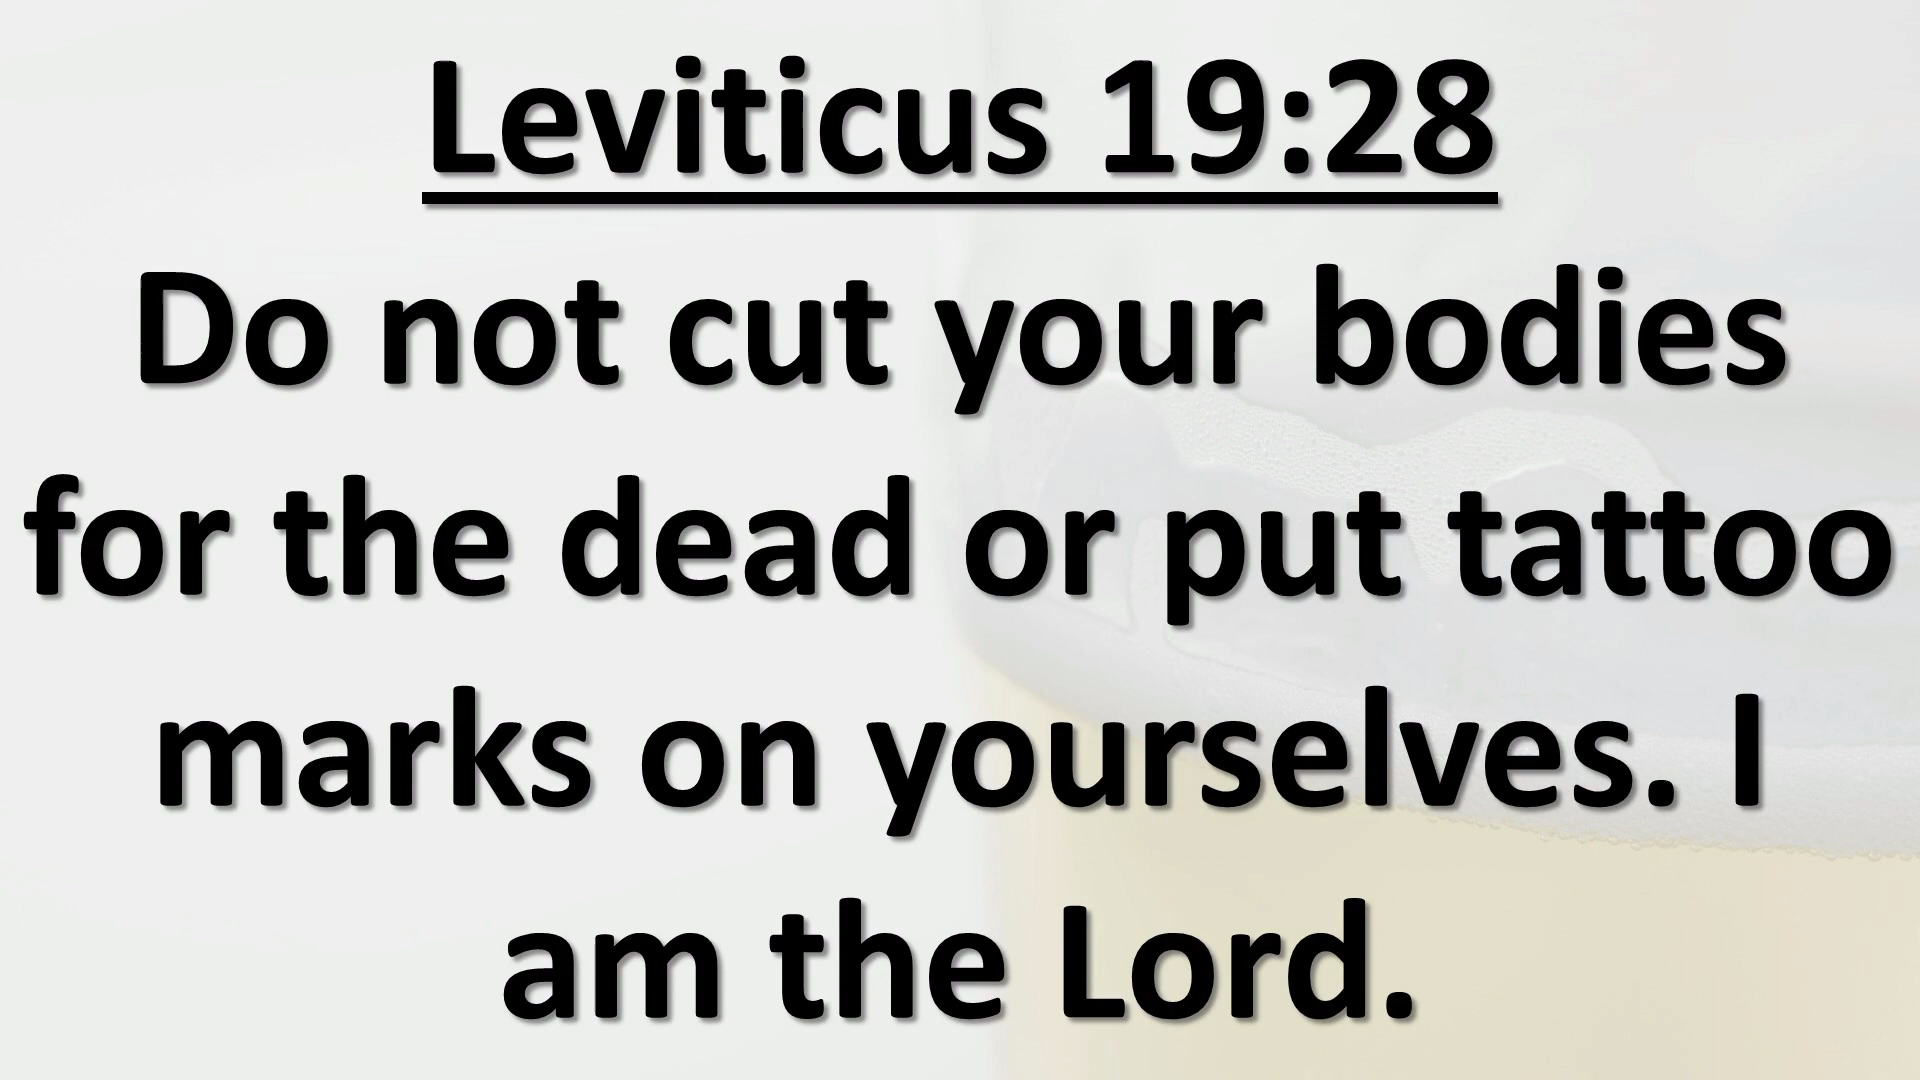 Leviticus 19:28
Do not cut your bodies
for the dead or put tattoo
marks on yourselves. I
am the Lord.